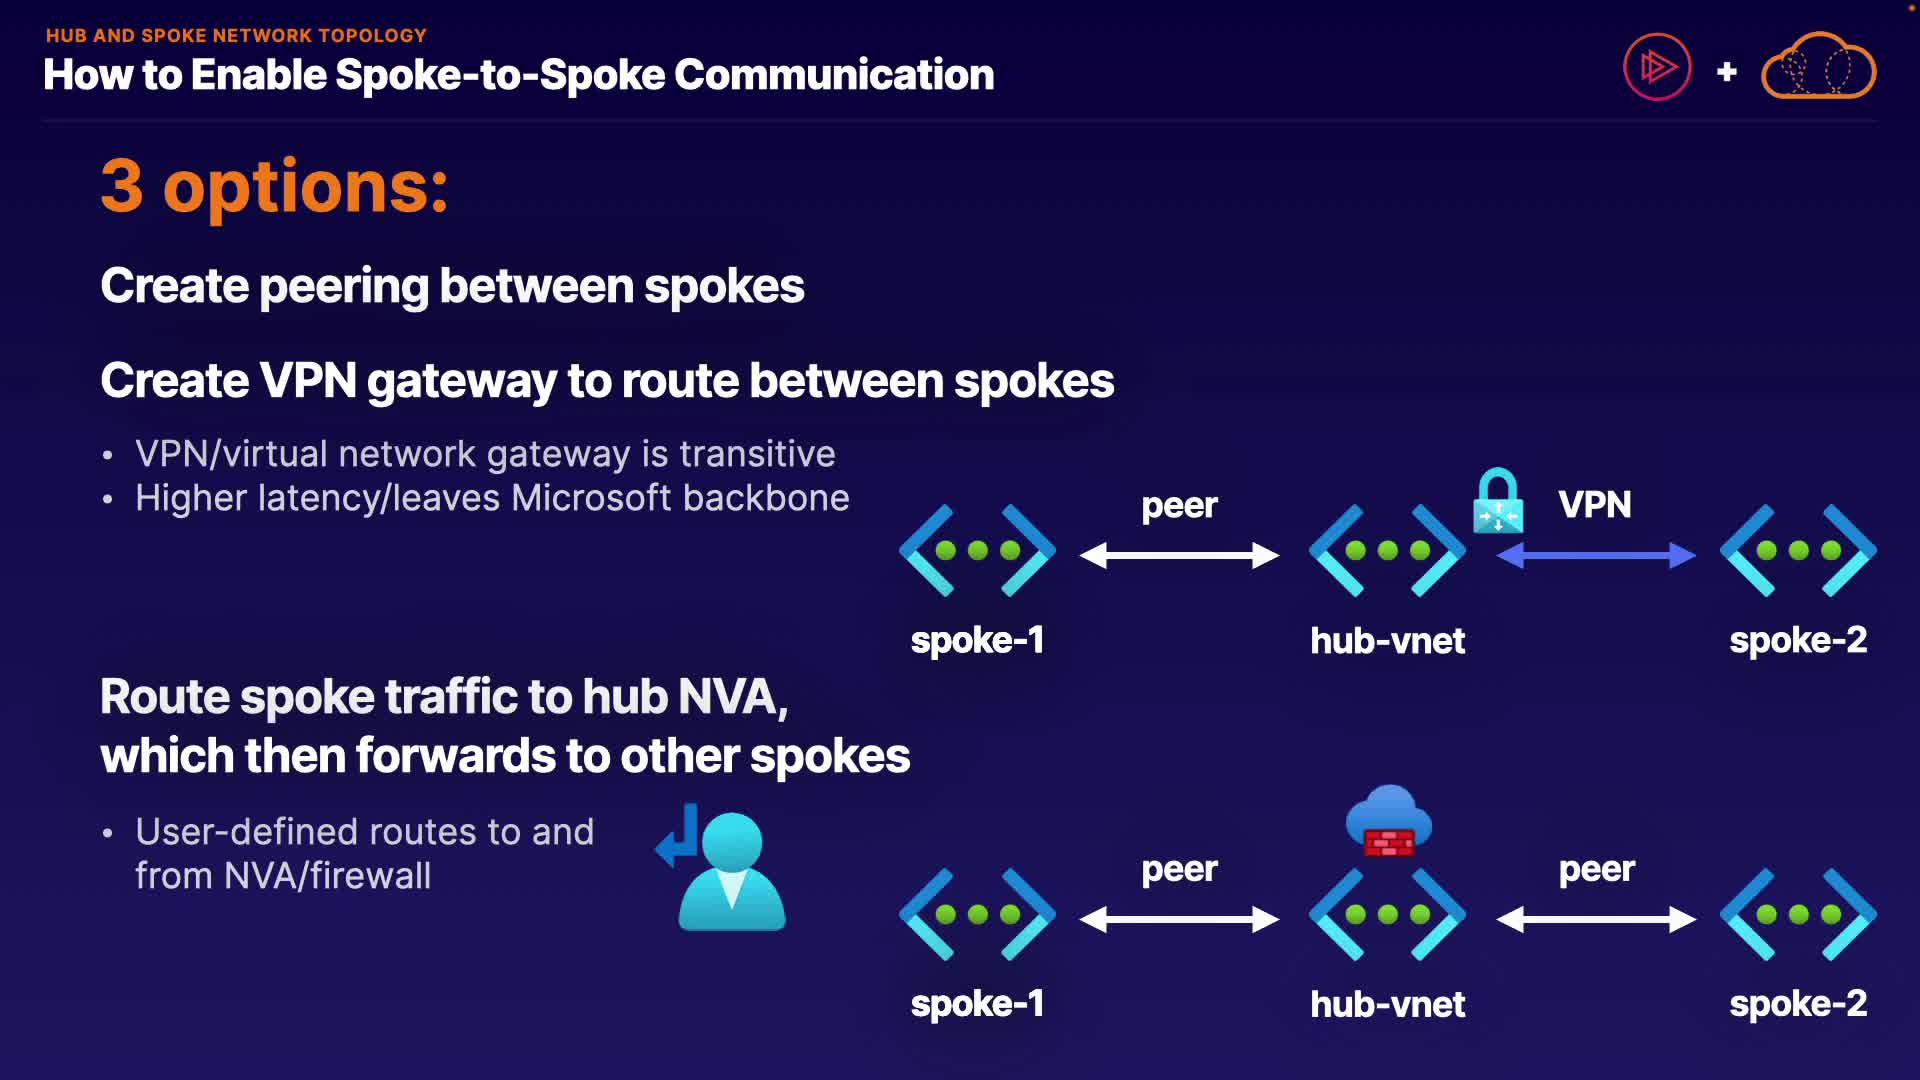 HUB AND SPOKE NETWORK TOPOLOGY
How to Enable Spoke-to-Spoke Communication
+
3 options:
Create peering between spokes
Create VPN gateway to route between spokes
• VPN/virtual network gateway is transitive
• Higher latency/leaves Microsoft backbone
peer
VPN
spoke-1
hub-vnet
spoke-2
Route spoke traffic to hub NVA,
which then forwards to other spokes
• User-defined routes to and
from NVA/firewall
peer
peer
spoke-1
hub-vnet
spoke-2